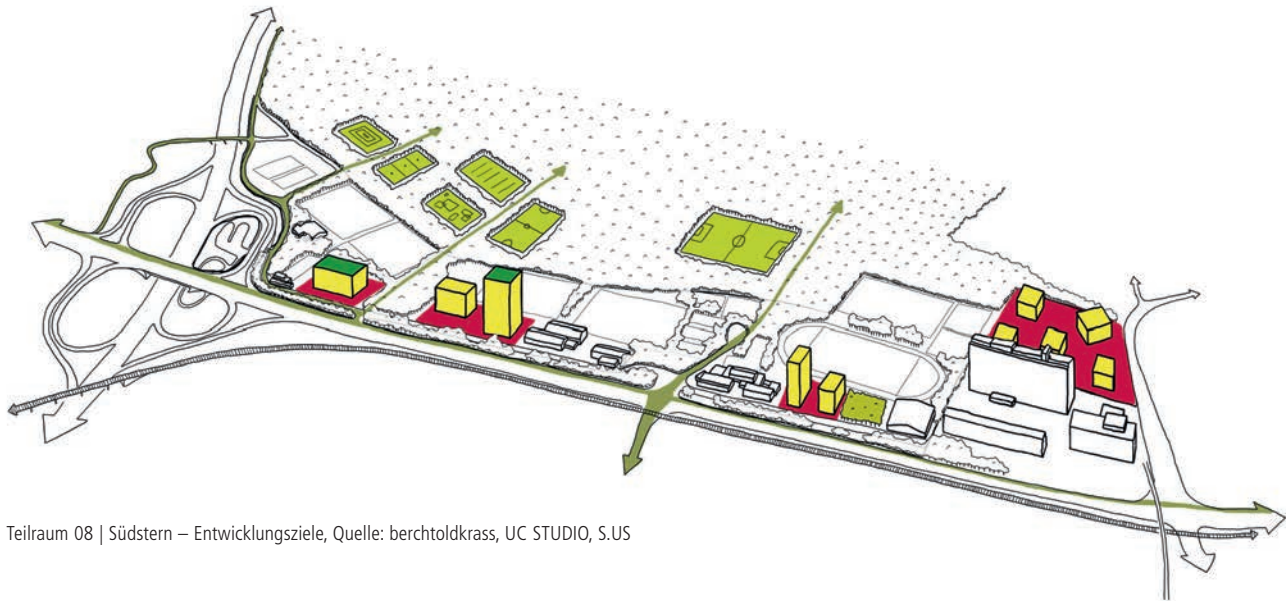 Teilraum 08 | Südstern – Entwicklungsziele, Quelle: berchtoldkrass, UC STUDIO, S.US